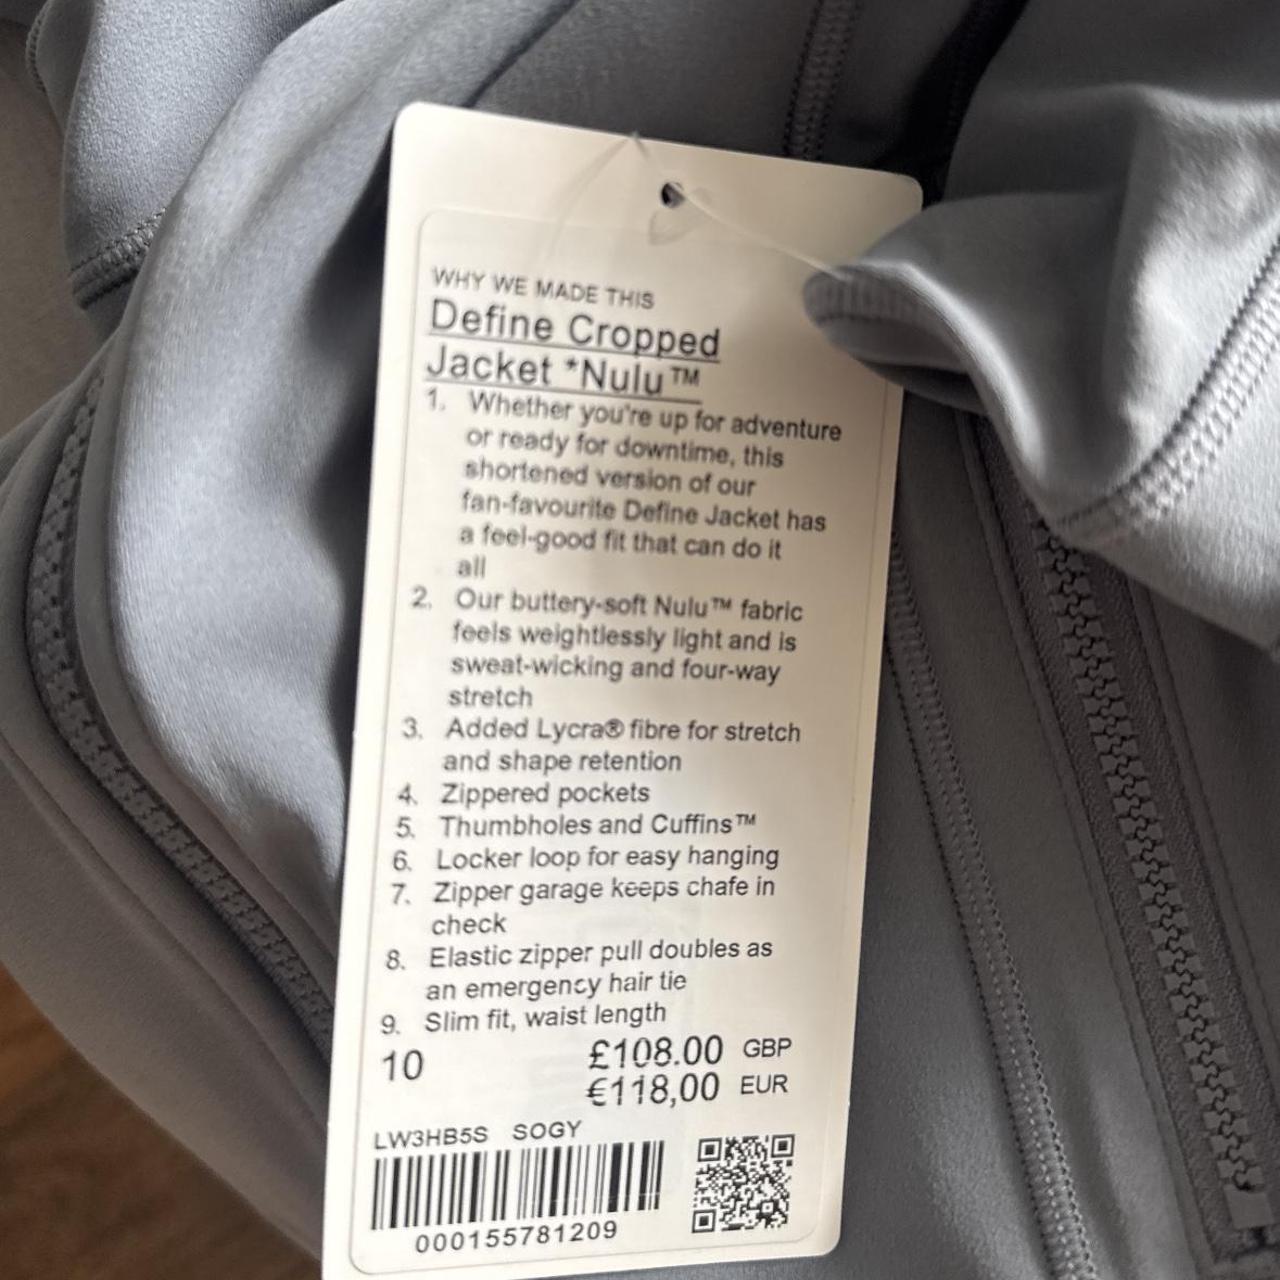 WHY WE MADE THIS
Define Cropped
Jacket *Nulu™
1. Whether you're up for adventure
or ready for downtime, this
shortened version of our
fan-favourite Define Jacket has
a feel-good fit that can do it
all
2. Our buttery-soft Nulu™ fabric
feels weightlessly light and is
sweat-wicking and four-way
stretch
3. Added Lycra® fibre for stretch
and shape retention
4. Zippered pockets
5. Thumbholes and Cuffins™
6. Locker loop for easy hanging
7. Zipper garage keeps chafe in
check
8. Elastic zipper pull doubles as
an emergency hair tie
9. Slim fit, waist length
10 £108.00 GBP
€118,00 EUR
LW3HB5S SOGY
000155781209